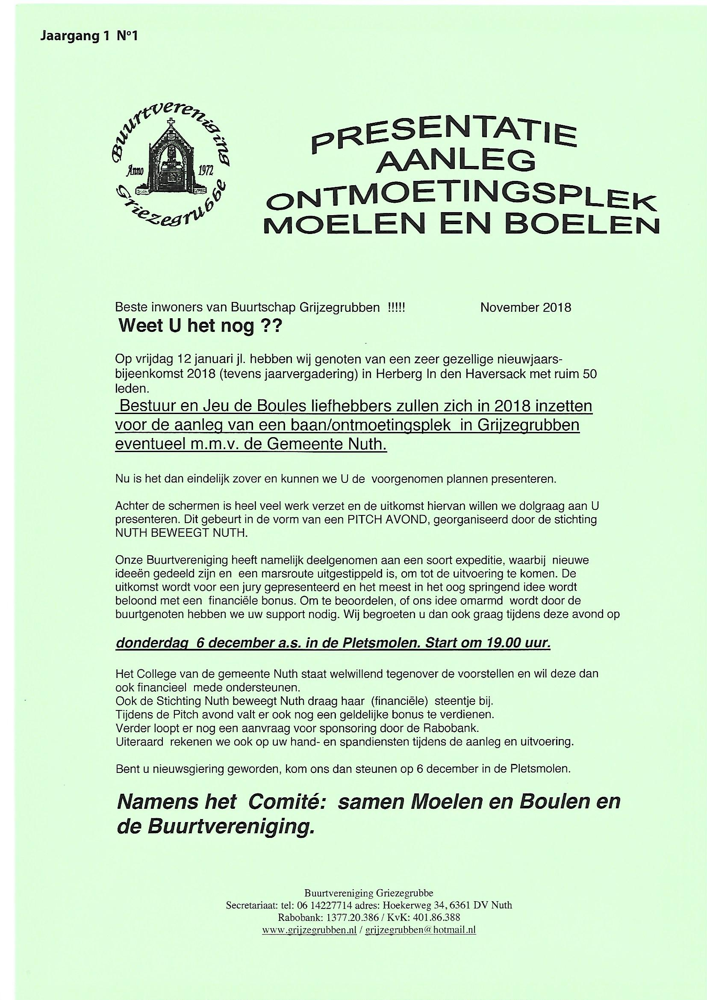 Jaargang 1 Nº1
Buurtvereniging
Anno 1972
Griezegrubbe
PRESENTATIE
AANLEG
ONTMOETINGSPLEK
MOELEN EN BOELEN
Beste inwoners van Buurtschap Grijzegrubben !!!!! November 2018
Weet U het nog ??
Op vrijdag 12 januari jl. hebben wij genoten van een zeer gezellige nieuwjaars-
bijeenkomst 2018 (tevens jaarvergadering) in Herberg In den Haversack met ruim 50
leden.
Bestuur en Jeu de Boules liefhebbers zullen zich in 2018 inzetten
voor de aanleg van een baan/ontmoetingsplek in Grijzegrubben
eventueel m.m.v. de Gemeente Nuth.
Nu is het dan eindelijk zover en kunnen we U de voorgenomen plannen presenteren.
Achter de schermen is heel veel werk verzet en de uitkomst hiervan willen we dolgraag aan U
presenteren. Dit gebeurt in de vorm van een PITCH AVOND, georganiseerd door de stichting
NUTH BEWEEGT NUTH.
Onze Buurtvereniging heeft namelijk deelgenomen aan een soort expeditie, waarbij nieuwe
ideeën gedeeld zijn en een marsroute uitgestippeld is, om tot de uitvoering te komen. De
uitkomst wordt voor een jury gepresenteerd en het meest in het oog springend idee wordt
beloond met een financiële bonus. Om te beoordelen, of ons idee omarmd wordt door de
buurtgenoten hebben we uw support nodig. Wij begroeten u dan ook graag tijdens deze avond op
donderdag 6 december a.s. in de Pletsmolen. Start om 19.00 uur.
Het College van de gemeente Nuth staat welwillend tegenover de voorstellen en wil deze dan
ook financieel mede ondersteunen.
Ook de Stichting Nuth beweegt Nuth draag haar (financiële) steentje bij.
Tijdens de Pitch avond valt er ook nog een geldelijke bonus te verdienen.
Verder loopt er nog een aanvraag voor sponsoring door de Rabobank.
Uiteraard rekenen we ook op uw hand- en spandiensten tijdens de aanleg en uitvoering.
Bent u nieuwsgiering geworden, kom ons dan steunen op 6 december in de Pletsmolen.
Namens het Comité: samen Moelen en Boulen en
de Buurtvereniging.
Buurtvereniging Griezegrubbe
Secretariaat: tel: 06 14227714 adres: Hoekerweg 34, 6361 DV Nuth
Rabobank: 1377.20.386 / KvK: 401.86.388
www.grijzegrubben.nl / grijzegrubben@hotmail.nl